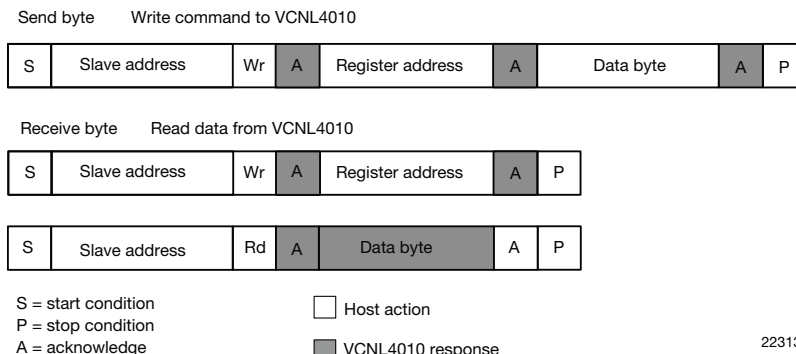 Send byte Write command to VCNL4010
S Slave address Wr A Register address A Data byte A P
Receive byte Read data from VCNL4010
S Slave address Wr A Register address A P
S Slave address Rd A Data byte A P
S = start condition
P = stop condition
A = acknowledge
Host action
VCNL4010 response
22313